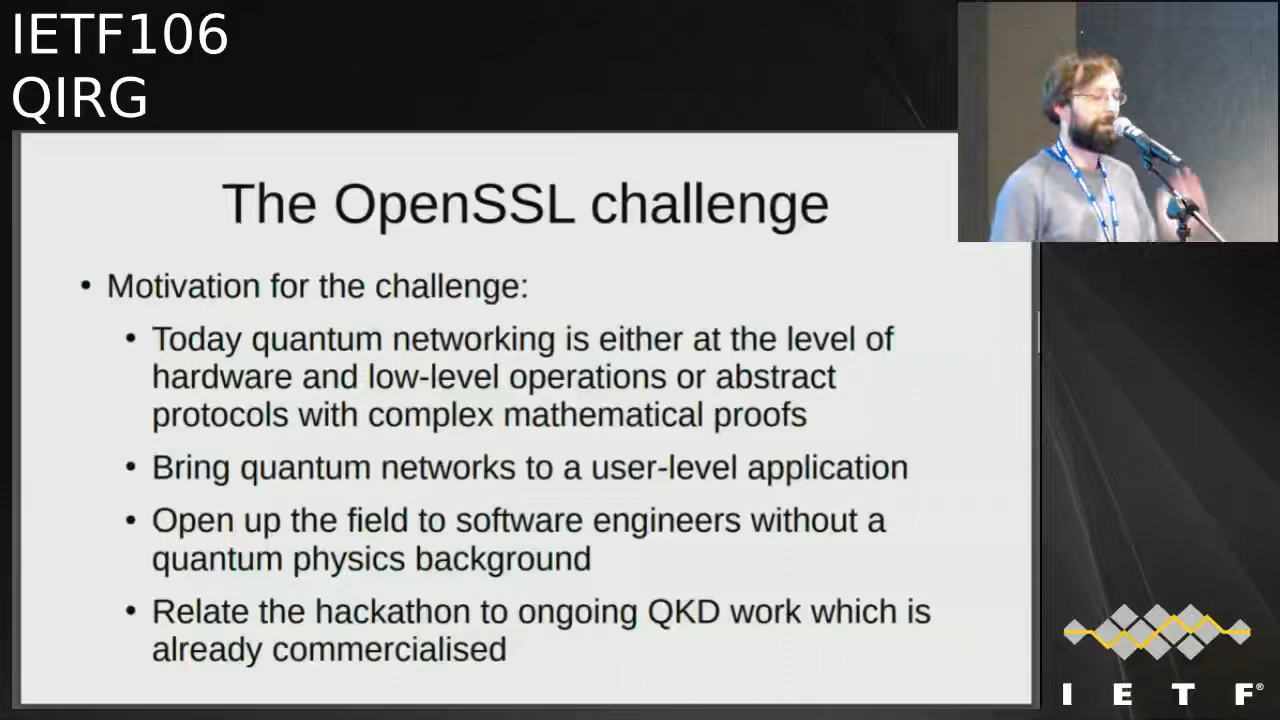 IETF106
QIRG
The OpenSSL challenge
• Motivation for the challenge:
• Today quantum networking is either at the level of
hardware and low-level operations or abstract
protocols with complex mathematical proofs
• Bring quantum networks to a user-level application
• Open up the field to software engineers without a
quantum physics background
• Relate the hackathon to ongoing QKD work which is
already commercialised
I E T F®